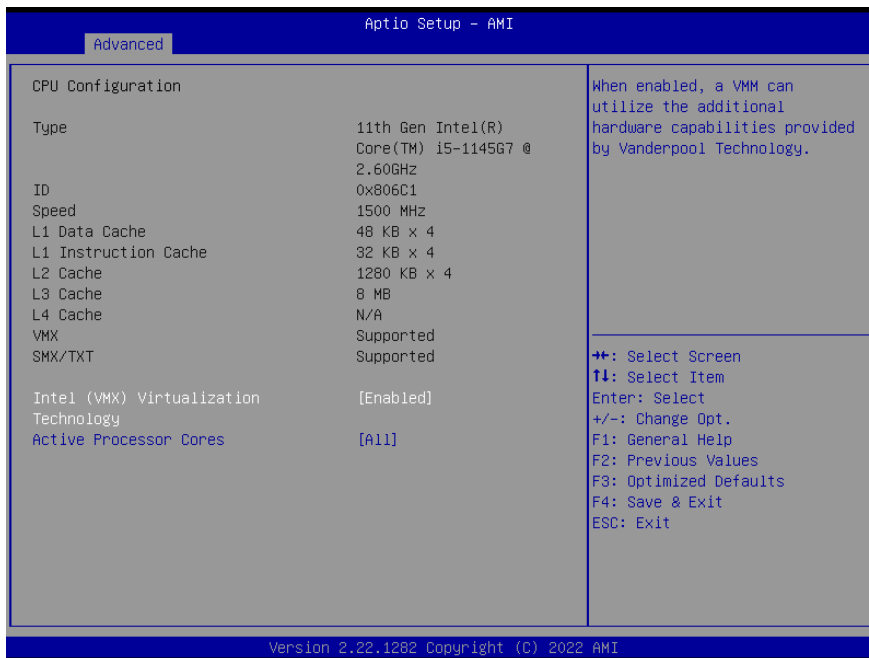 Aptio Setup – AMI
Advanced
CPU Configuration
Type 11th Gen Intel(R)
Core(TM) i5-1145G7 @
2.60GHz
ID 0x806C1
Speed 1500 MHz
L1 Data Cache 48 KB x 4
L1 Instruction Cache 32 KB x 4
L2 Cache 1280 KB x 4
L3 Cache 8 MB
L4 Cache N/A
VMX Supported
SMX/TXT Supported
Intel (VMX) Virtualization [Enabled]
Technology
Active Processor Cores [All]
When enabled, a VMM can
utilize the additional
hardware capabilities provided
by Vanderpool Technology.
→←: Select Screen
↑↓: Select Item
Enter: Select
+/-: Change Opt.
F1: General Help
F2: Previous Values
F3: Optimized Defaults
F4: Save & Exit
ESC: Exit
Version 2.22.1282 Copyright (C) 2022 AMI